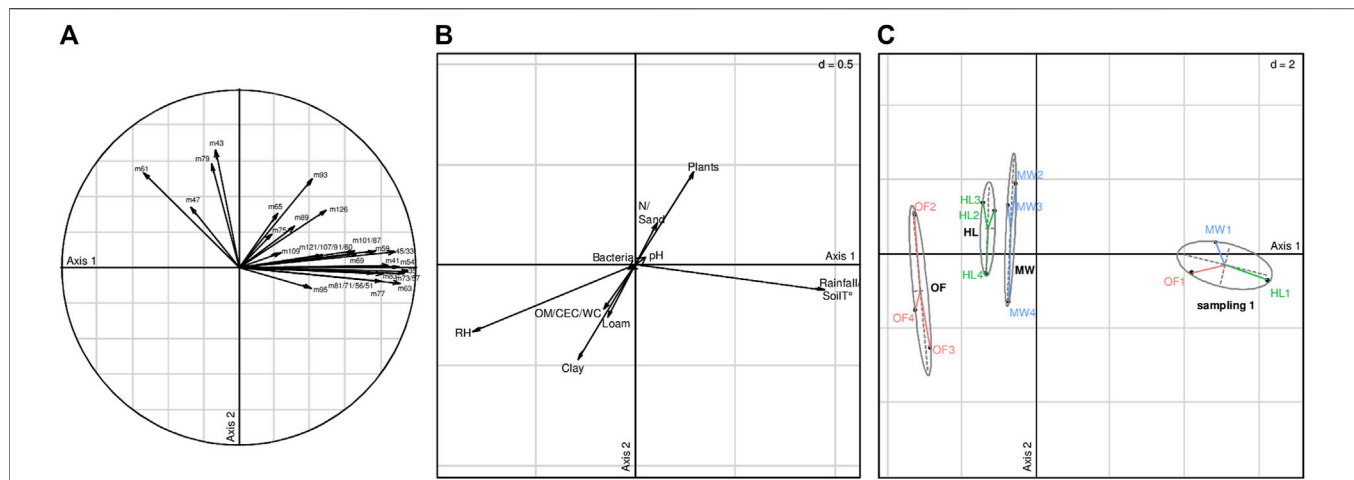 A
m43
m79
m61
m93
m47
m65
m126
m89
m75
m101/87
m121/107/91/60
m59
45/33
m109
m69
m41
m54
Axis 1
m73/57
m95
m81/71/56/51
m63
m77
Axis 2
B
d = 0.5
Plants
N/
Sand
Bacteria
pH
Axis 1
Rainfall/
SoilT°
OM/CEC/WC
Loam
RH
Clay
Axis 2
C
d = 2
MW2
HL3
OF2
MW3
HL2
HL
MW1
Axis 1
HL4
MW
OF1
OF
HL1
sampling 1
MW4
OF4
OF3
Axis 2